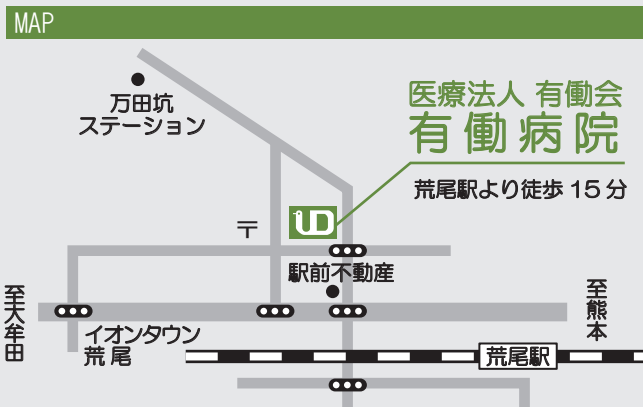 MAP
万田坑
ステーション
医療法人 有働会
有働病院
荒尾駅より徒歩15分
〒
UD
駅前不動産
至大牟田
至熊本
イオンタウン
荒尾
荒尾駅